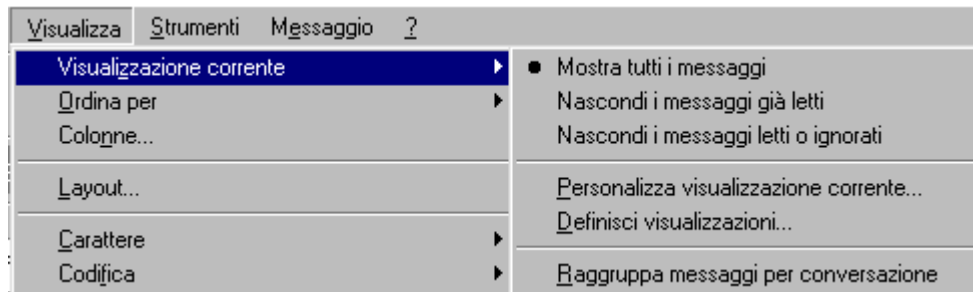 Visualizza Strumenti Messaggio ?
Visualizzazione corrente
Ordina per
Colonne...
Layout...
Carattere
Codifica
Mostra tutti i messaggi
Nascondi i messaggi già letti
Nascondi i messaggi letti o ignorati
Personalizza visualizzazione corrente...
Definisci visualizzazioni...
Raggruppa messaggi per conversazione